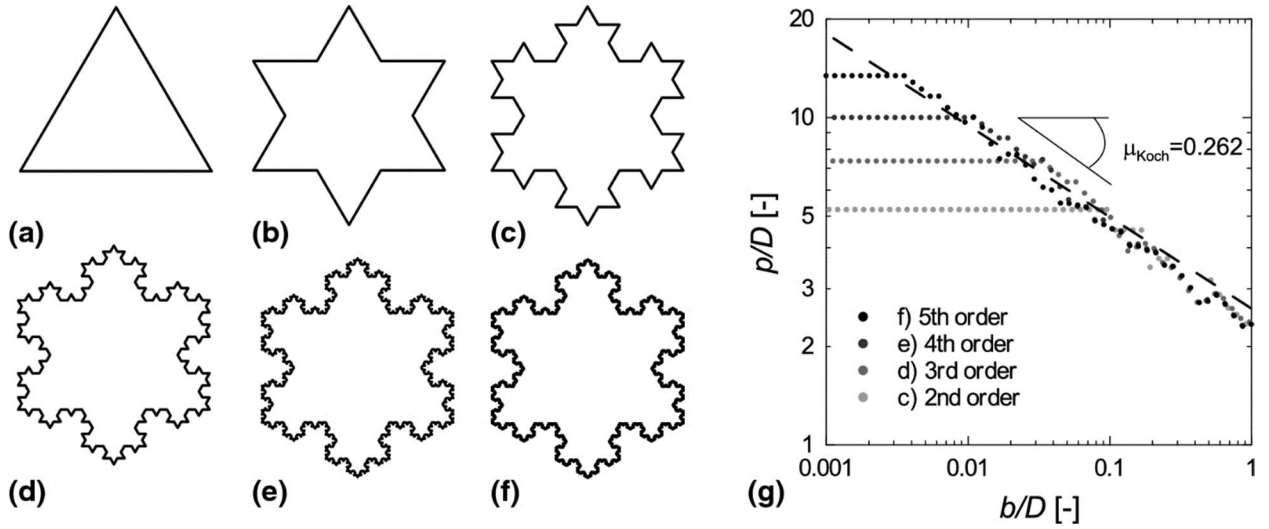 (a)
(b)
(c)
(d)
(e)
(f)
(g)
20
10
5
3
2
1
p/D [-]
μKoch=0.262
f) 5th order
e) 4th order
d) 3rd order
c) 2nd order
0.001
0.01
0.1
1
b/D [-]